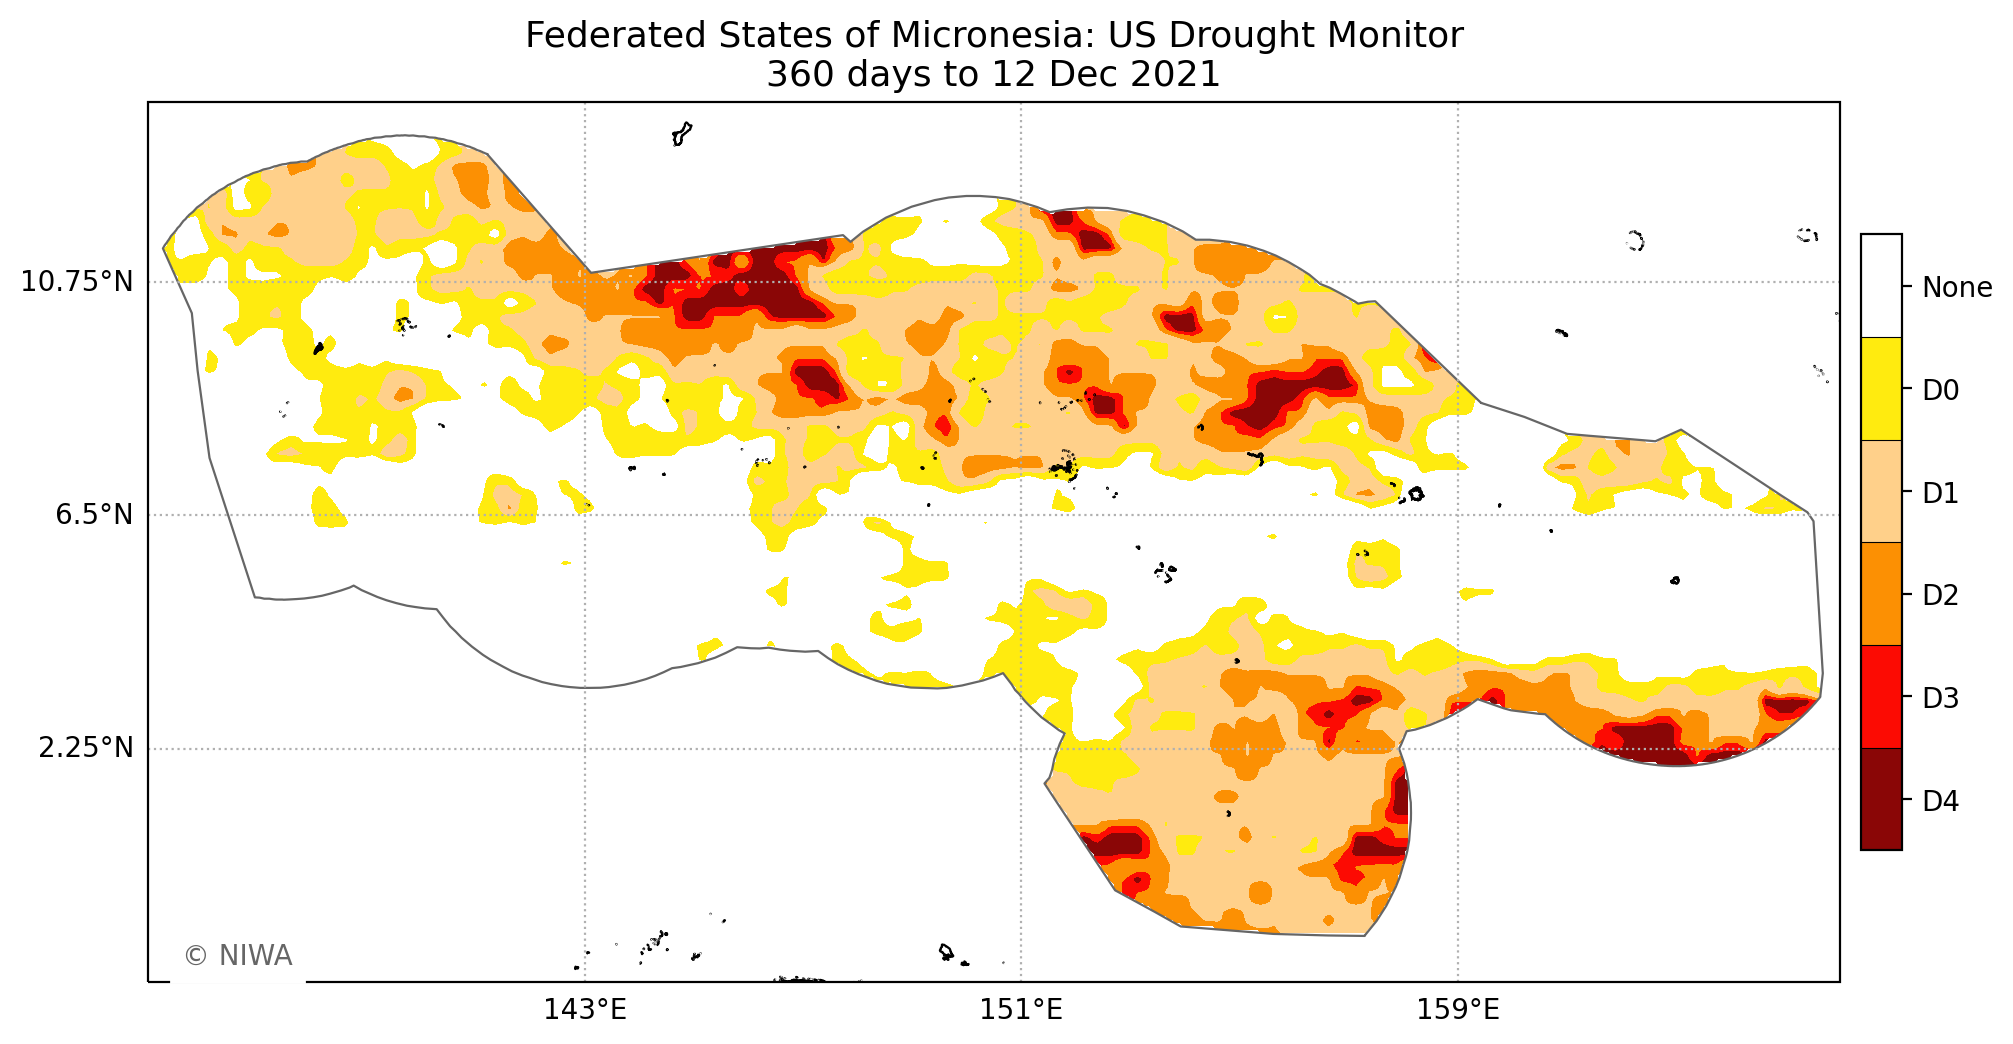 Federated States of Micronesia: US Drought Monitor
360 days to 12 Dec 2021
10.75°N
6.5°N
2.25°N
143°E
151°E
159°E
None
D0
D1
D2
D3
D4
© NIWA